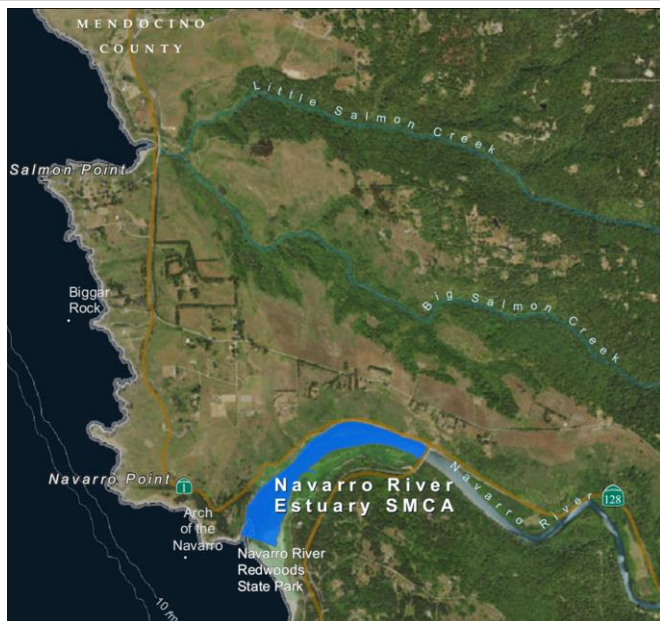 MENDOCINO
COUNTY
Little Salmon Creek
Salmon Point
Big Salmon Creek
Biggar
Rock
Navarro Point
1
Navarro River
Estuary SMCA
Navarro River
128
Arch
of the
Navarro
Navarro River
Redwoods
State Park
10 fm